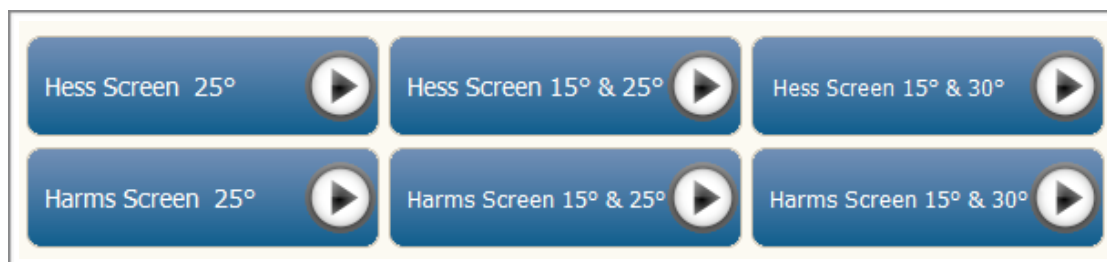 Hess Screen  25°
Hess Screen 15° & 25°
Hess Screen 15° & 30°
Harms Screen  25°
Harms Screen 15° & 25°
Harms Screen 15° & 30°